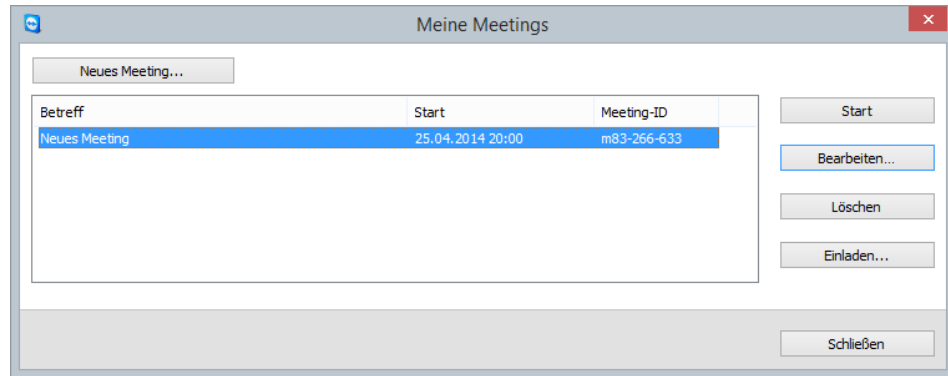 Meine Meetings
Neues Meeting...
Betreff Start Meeting-ID
Neues Meeting 25.04.2014 20:00 m83-266-633
Start
Bearbeiten...
Löschen
Einladen...
Schließen